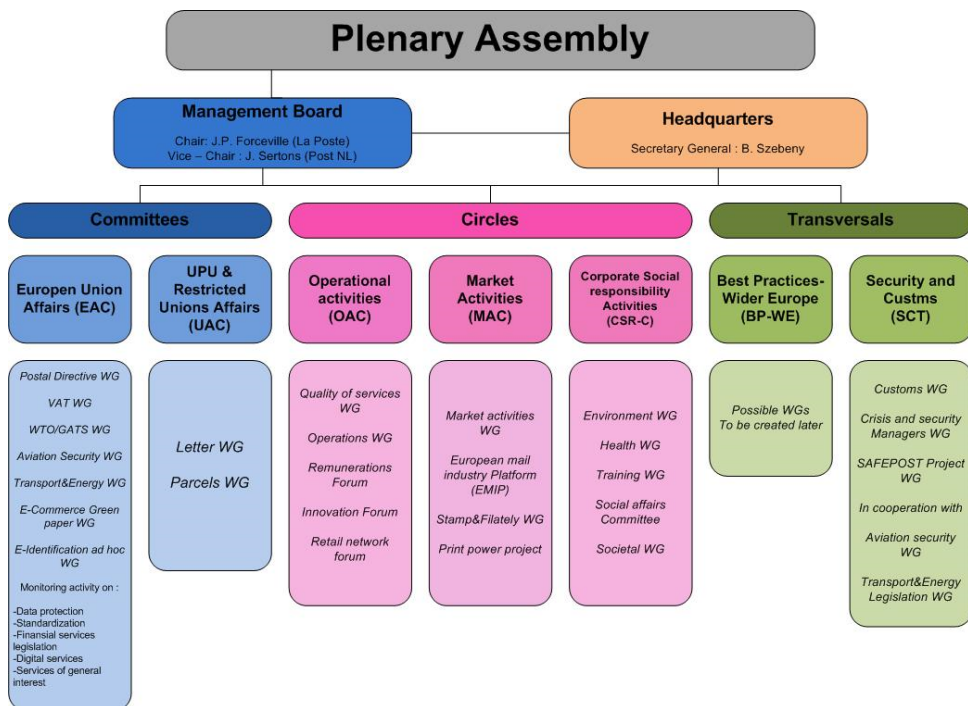 Plenary Assembly
Management Board
Chair: J.P. Forceville (La Poste)
Vice – Chair : J. Sertons (Post NL)
Headquarters
Secretary General : B. Szebeny
Committees
Circles
Transversals
Europen Union
Affairs (EAC)
UPU &
Restricted
Unions Affairs
(UAC)
Operational
activities
(OAC)
Market
Activities
(MAC)
Corporate Social
responsibility
Activities
(CSR-C)
Best Practices-
Wider Europe
(BP-WE)
Security and
Custms
(SCT)
Postal Directive WG
VAT WG
WTO/GATS WG
Aviation Security WG
Transport&Energy WG
E-Commerce Green
paper WG
E-Identification ad hoc
WG
Monitoring activity on :
-Data protection
-Standardization
-Finansial services
legislation
-Digital services
-Services of general
interest
Letter WG
Parcels WG
Quality of services
WG
Operations WG
Remunerations
Forum
Innovation Forum
Retail network
forum
Market activities
WG
European mail
industry Platform
(EMIP)
Stamp&Filately WG
Print power project
Environment WG
Health WG
Training WG
Social affairs
Committee
Societal WG
Possible WGs
To be created later
Customs WG
Crisis and security
Managers WG
SAFEPOST Project
WG
In cooperation with
Aviation security
WG
Transport&Energy
Legislation WG